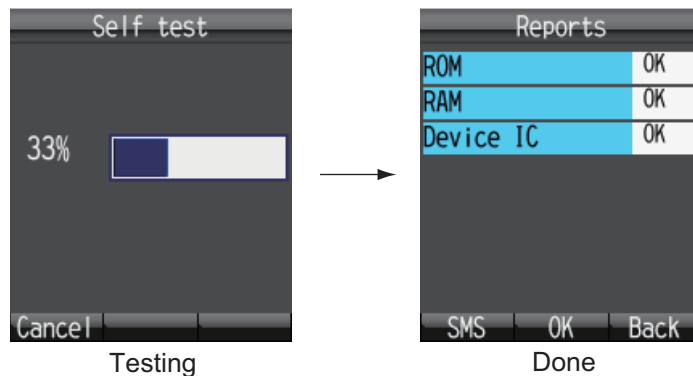 Self test
33%
Cancel
Testing
Reports
ROM OK
RAM OK
Device IC OK
SMS OK Back
Done